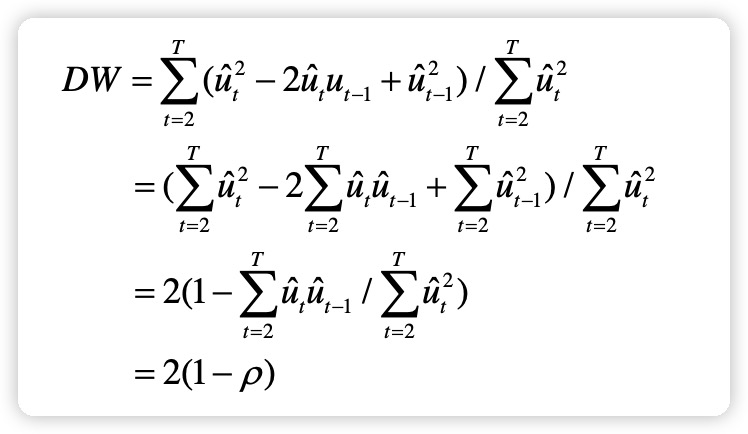 DW = \sum_{t=2}^{T} (\hat{u}_t^2 - 2\hat{u}_t u_{t-1} + \hat{u}_{t-1}^2) / \sum_{t=2}^{T} \hat{u}_t^2
= (\sum_{t=2}^{T} \hat{u}_t^2 - 2\sum_{t=2}^{T} \hat{u}_t \hat{u}_{t-1} + \sum_{t=2}^{T} \hat{u}_{t-1}^2) / \sum_{t=2}^{T} \hat{u}_t^2
= 2(1 - \sum_{t=2}^{T} \hat{u}_t \hat{u}_{t-1} / \sum_{t=2}^{T} \hat{u}_t^2)
= 2(1 - \rho)